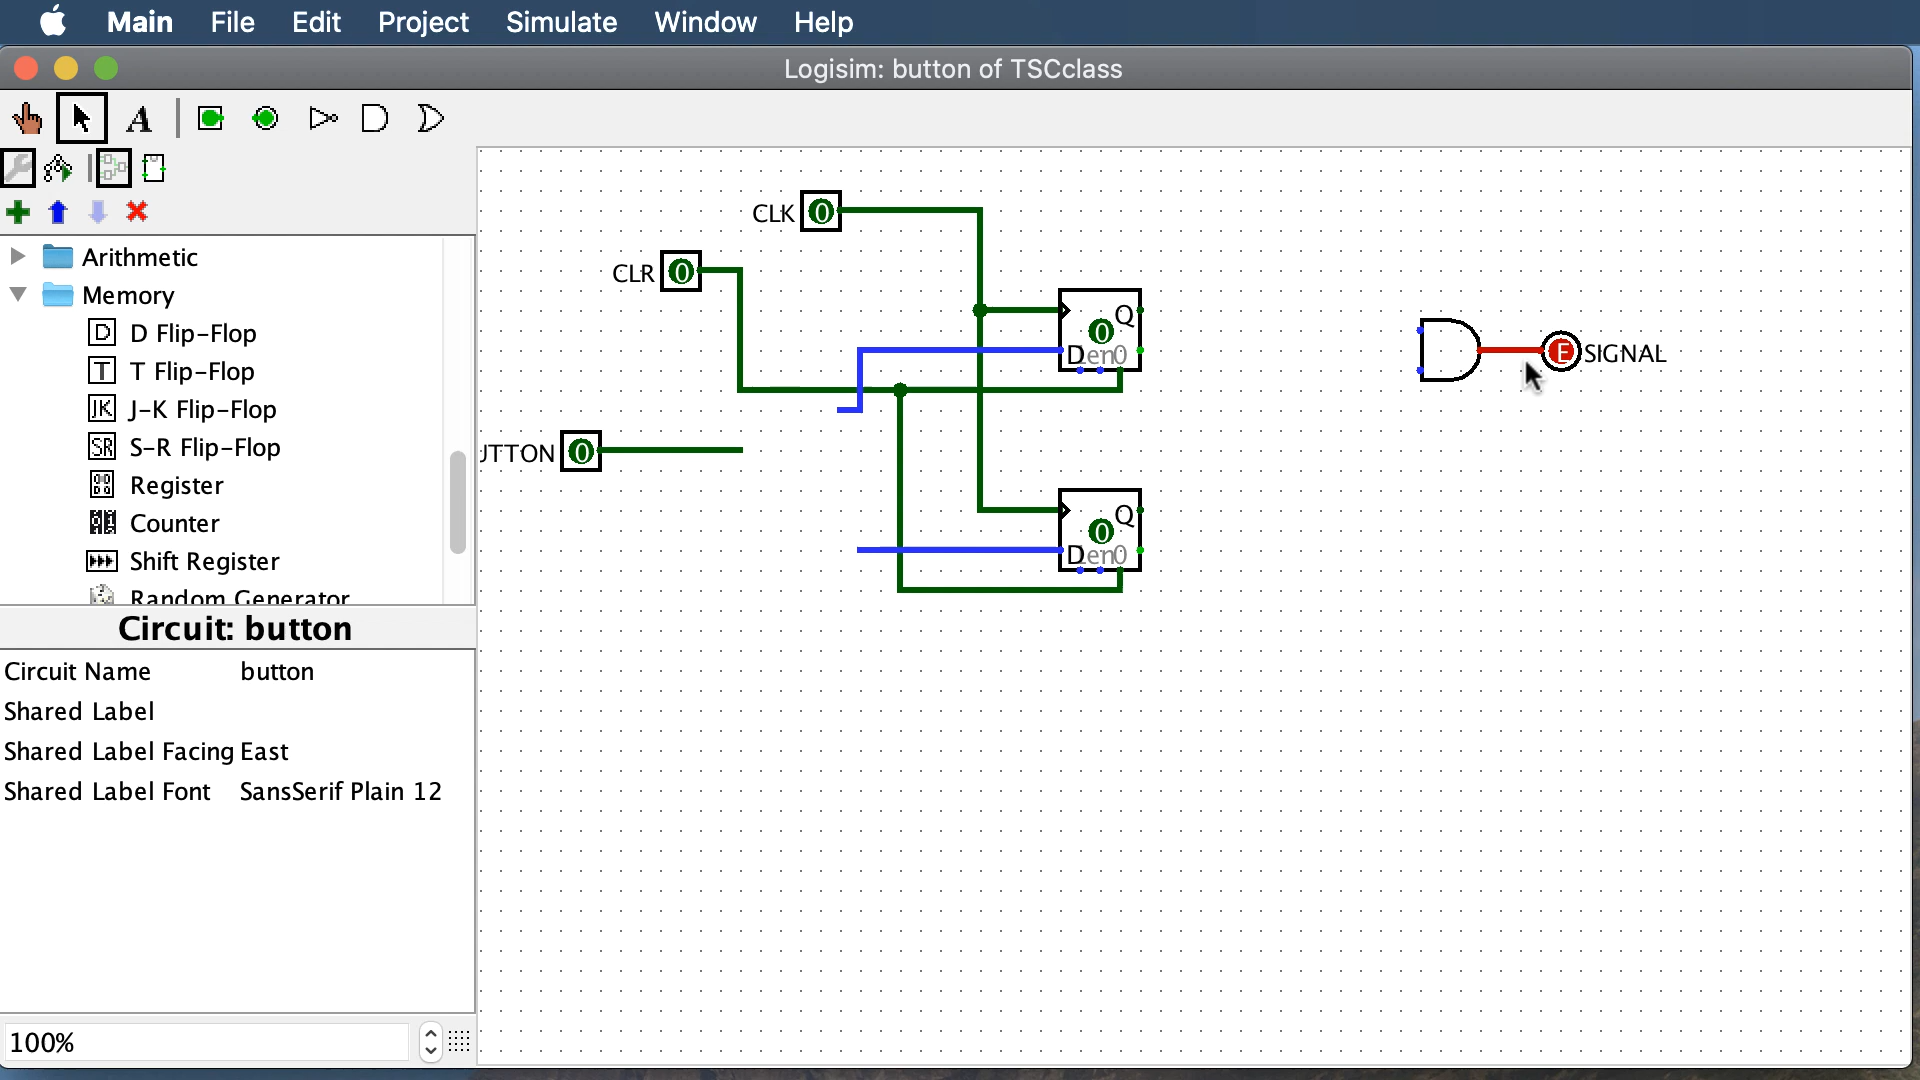 Main File Edit Project Simulate Window Help
Logisim: button of TSCclass
A
Arithmetic
Memory
D D Flip-Flop
T T Flip-Flop
JK J-K Flip-Flop
SR S-R Flip-Flop
Register
Counter
Shift Register
Random Generator
Circuit: button
Circuit Name button
Shared Label
Shared Label Facing East
Shared Label Font SansSerif Plain 12
100%
CLK 0
CLR 0
UTTON 0
Q
0
D en 0
Q
0
D en 0
E SIGNAL